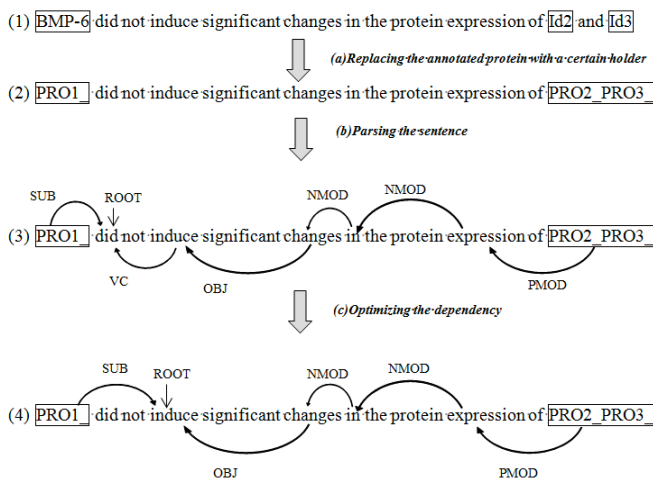 (1) BMP-6 did not induce significant changes in the protein expression of Id2 and Id3
(a)Replacing the annotated protein with a certain holder
(2) PRO1_ did not induce significant changes in the protein expression of PRO2_PRO3_
(b)Parsing the sentence
SUB ROOT NMOD NMOD
(3) PRO1_ did not induce significant changes in the protein expression of PRO2_PRO3_
VC OBJ PMOD
(c)Optimizing the dependency
SUB ROOT NMOD NMOD
(4) PRO1_ did not induce significant changes in the protein expression of PRO2_PRO3_
OBJ PMOD